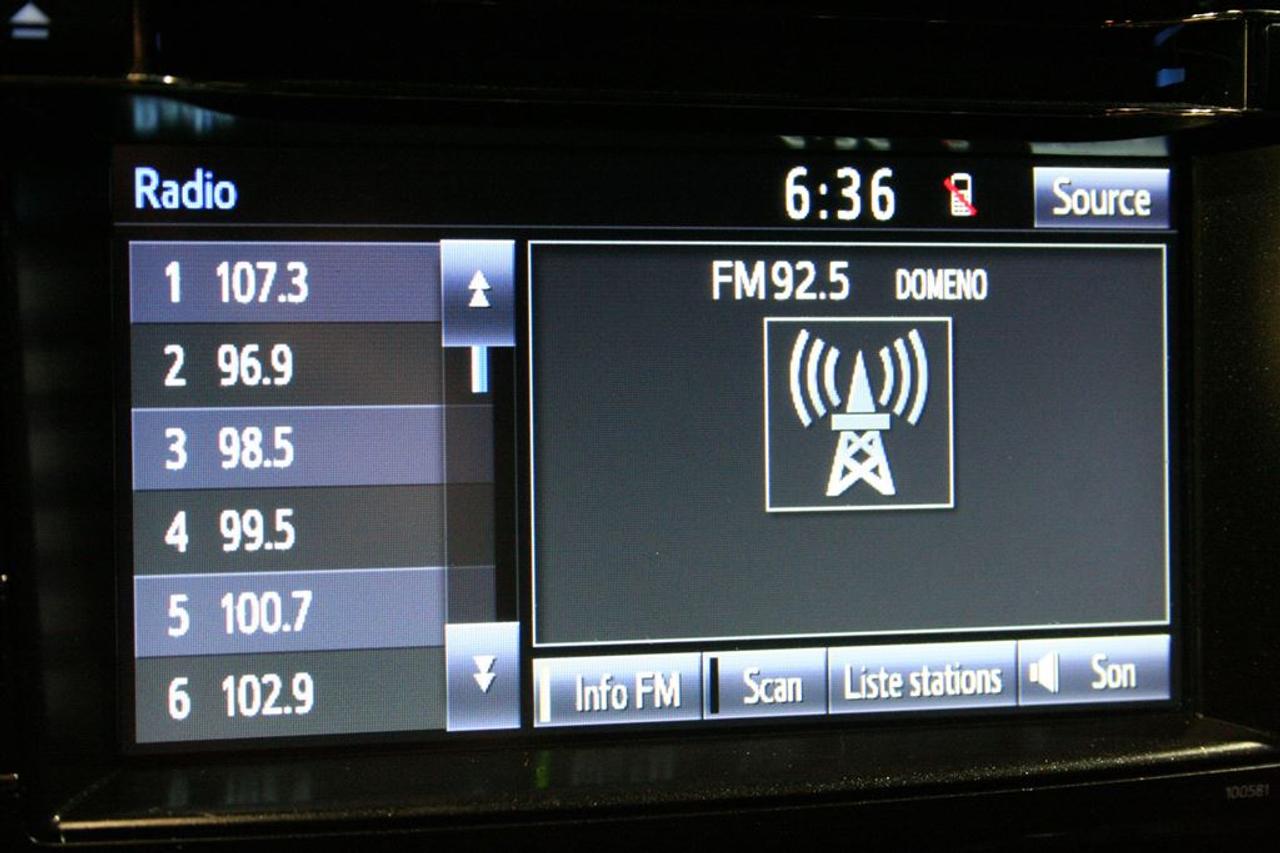 Radio
6:36
Source
1 107.3
2 96.9
3 98.5
4 99.5
5 100.7
6 102.9
FM 92.5 DOMENO
Info FM
Scan
Liste stations
Son
100581